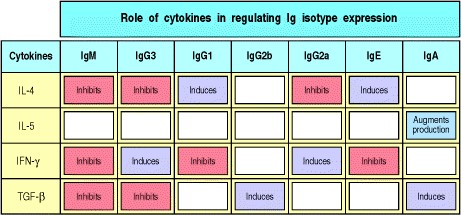 Role of cytokines in regulating Ig isotype expression
Cytokines IgM IgG3 IgG1 IgG2b IgG2a IgE IgA
IL-4 Inhibits Inhibits Induces Inhibits Induces
IL-5 Augments
production
IFN-γ Inhibits Induces Inhibits Induces Inhibits
TGF-β Inhibits Inhibits Induces Induces